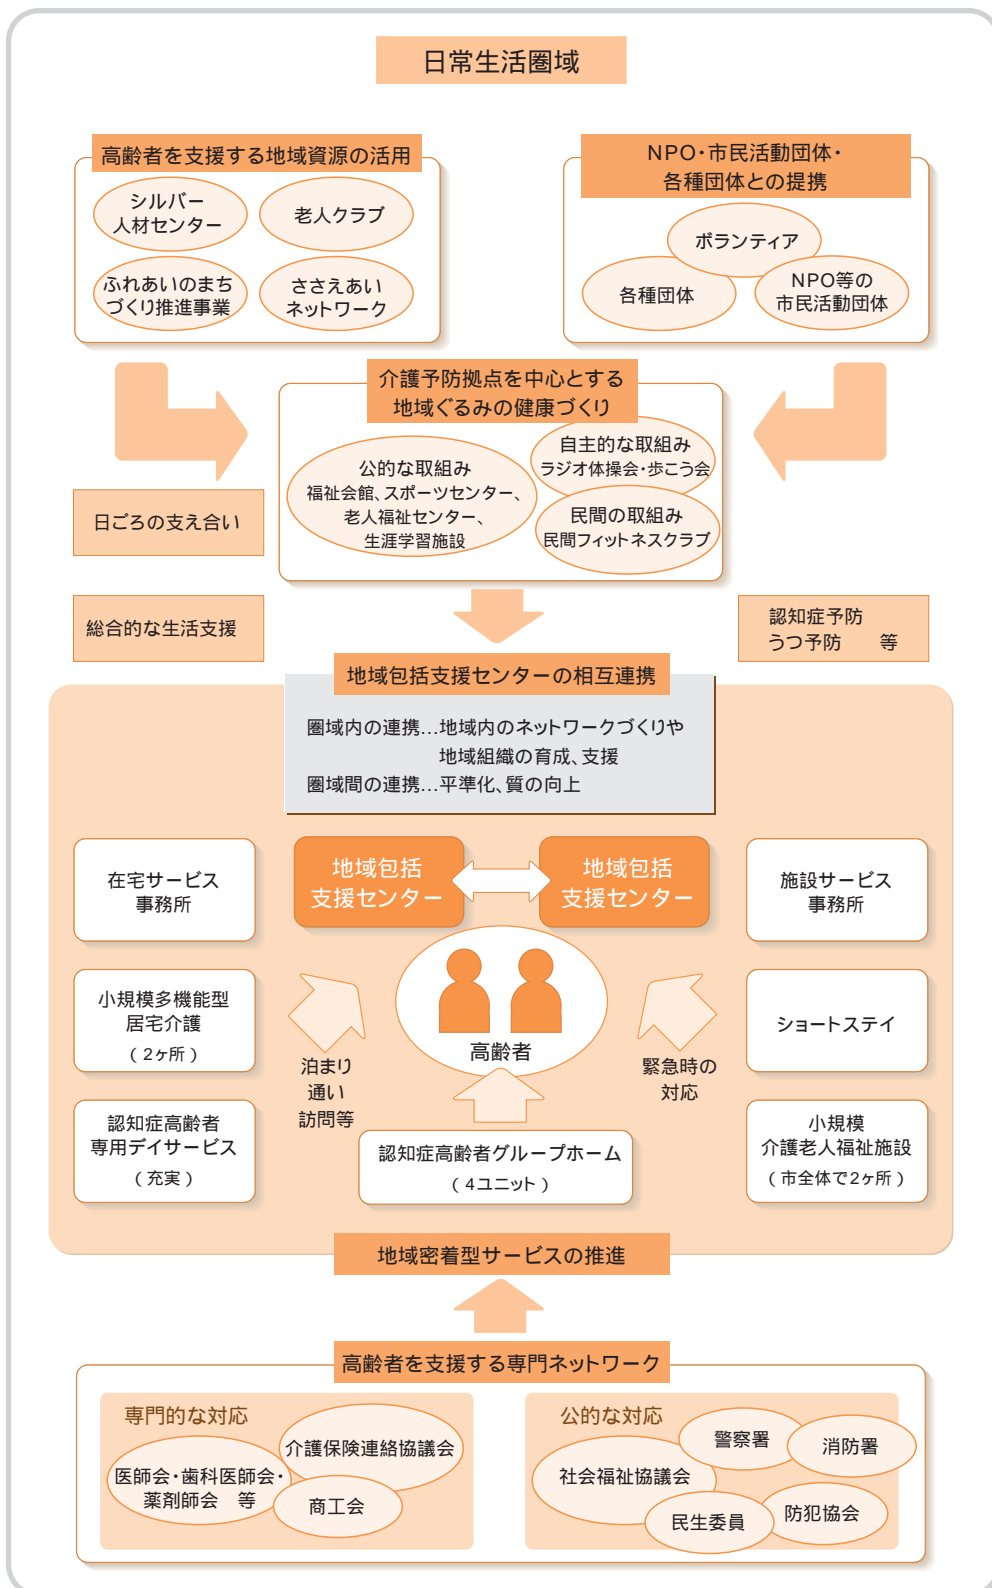 日常生活圏域
高齢者を支援する地域資源の活用
シルバー
人材センター
老人クラブ
ふれあいのまち
づくり推進事業
ささえあい
ネットワーク
NPO・市民活動団体・
各種団体との提携
ボランティア
各種団体
NPO等の
市民活動団体
介護予防拠点を中心とする
地域ぐるみの健康づくり
公的な取組み
福祉会館、スポーツセンター、
老人福祉センター、
生涯学習施設
自主的な取組み
ラジオ体操会・歩こう会
民間の取組み
民間フィットネスクラブ
日ごろの支え合い
総合的な生活支援
認知症予防
うつ予防　等
地域包括支援センターの相互連携
圏域内の連携…地域内のネットワークづくりや
地域組織の育成、支援
圏域間の連携…平準化、質の向上
在宅サービス
事務所
地域包括
支援センター
地域包括
支援センター
施設サービス
事務所
小規模多機能型
居宅介護
（2ヶ所）
泊まり
通い
訪問等
高齢者
緊急時の
対応
ショートステイ
認知症高齢者
専用デイサービス
（充実）
認知症高齢者グループホーム
（4ユニット）
小規模
介護老人福祉施設
（市全体で2ヶ所）
地域密着型サービスの推進
高齢者を支援する専門ネットワーク
専門的な対応
介護保険連絡協議会
医師会・歯科医師会・
薬剤師会　等
商工会
公的な対応
警察署
消防署
社会福祉協議会
民生委員
防犯協会